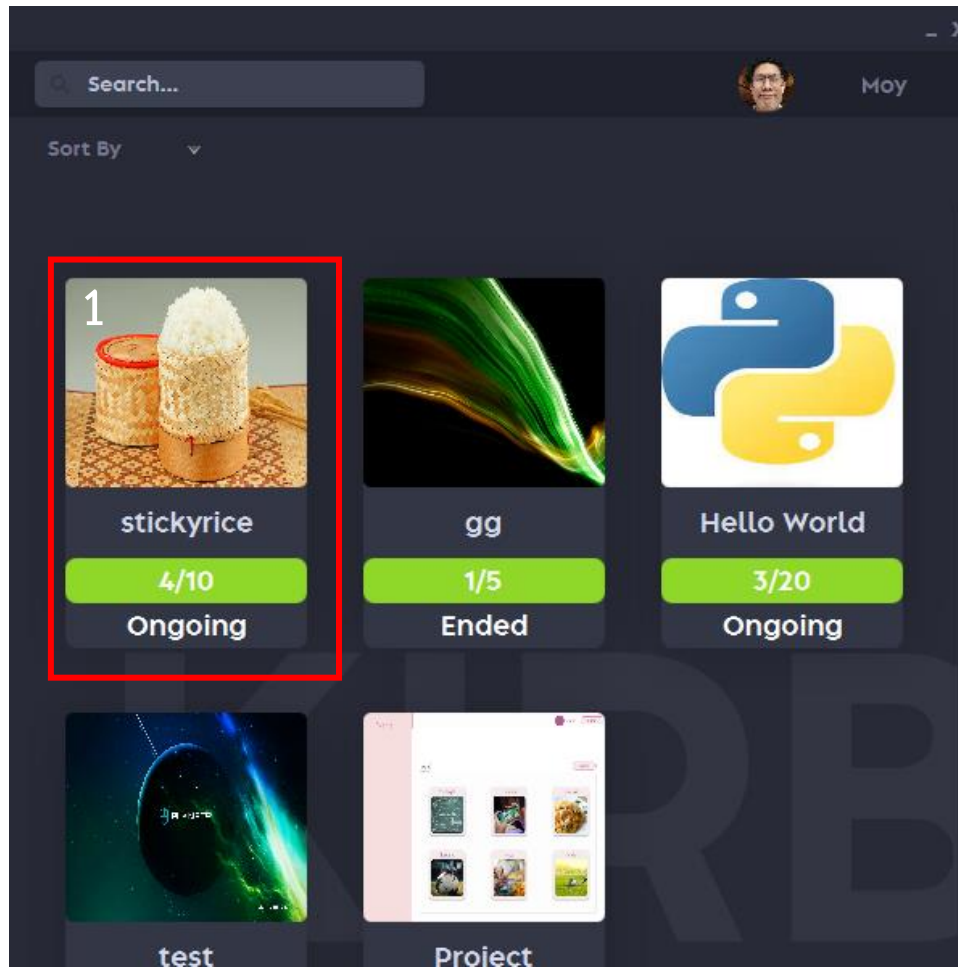 Search...
Moy
Sort By
1
stickyrice
gg
Hello World
4/10
1/5
3/20
Ongoing
Ended
Ongoing
test
Project